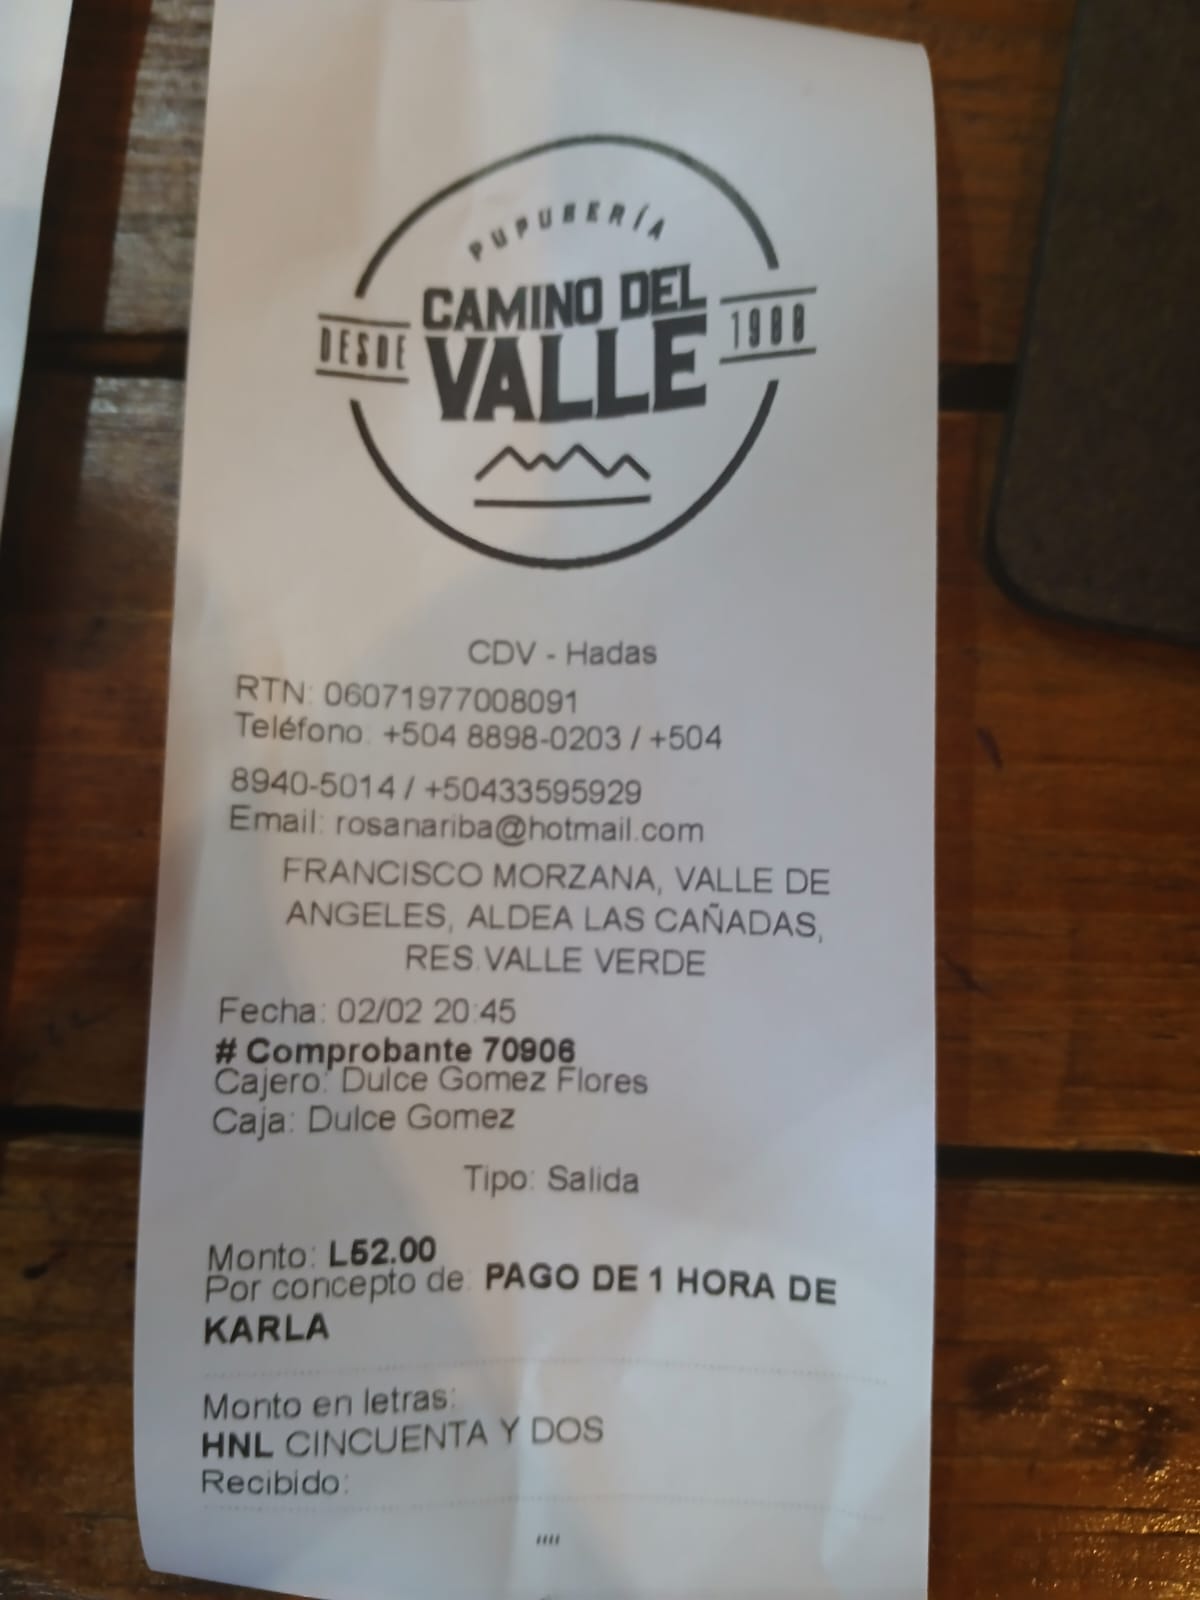 PUPUSERÍA
CAMINO DEL
VALLE
DESDE 1988
CDV - Hadas
RTN: 06071977008091
Teléfono: +504 8898-0203 / +504
8940-5014 / +50433595929
Email: rosanariba@hotmail.com
FRANCISCO MORZANA, VALLE DE
ANGELES, ALDEA LAS CAÑADAS,
RES.VALLE VERDE
Fecha: 02/02 20:45
# Comprobante 70906
Cajero: Dulce Gomez Flores
Caja: Dulce Gomez
Tipo: Salida
Monto: L52.00
Por concepto de: PAGO DE 1 HORA DE
KARLA
Monto en letras:
HNL CINCUENTA Y DOS
Recibido:
,,,,